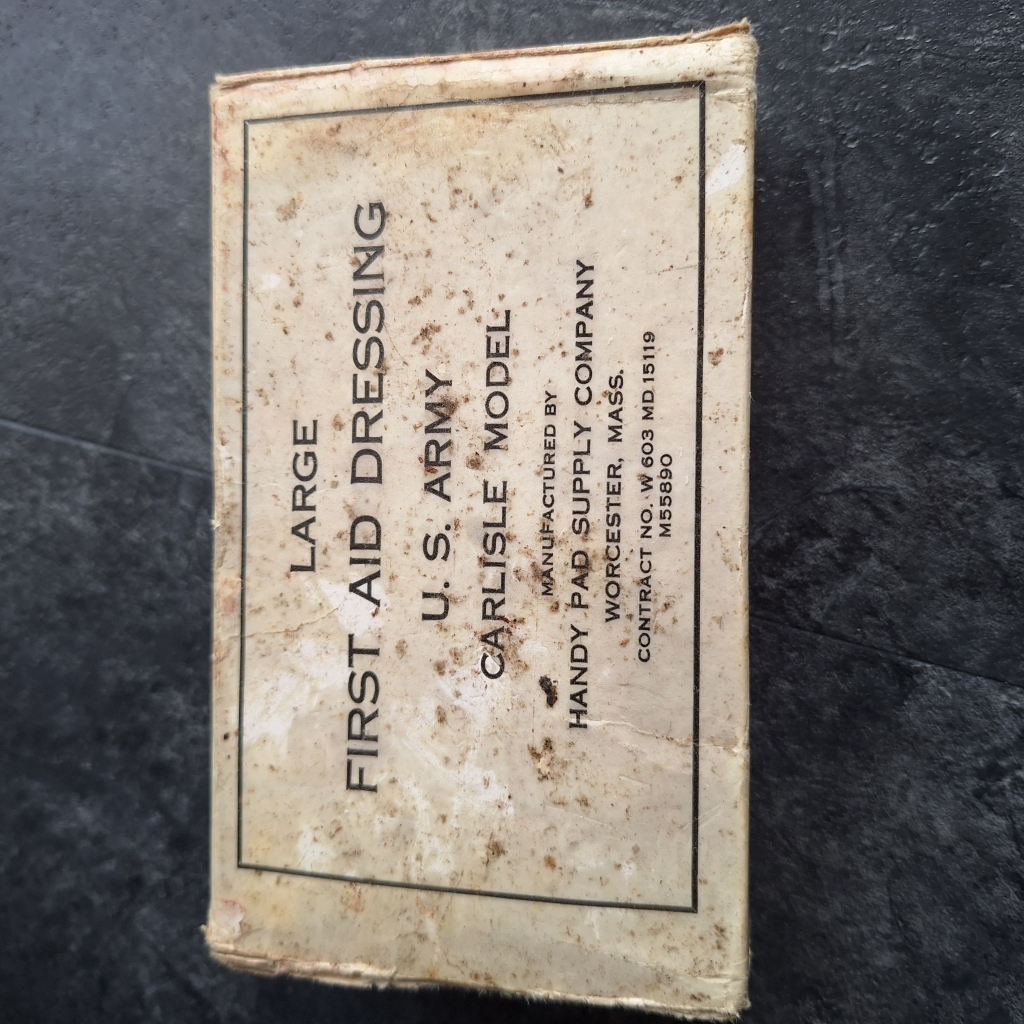 LARGE
FIRST AID DRESSING
U. S. ARMY
CARLISLE MODEL
MANUFACTURED BY
HANDY PAD SUPPLY COMPANY
WORCESTER, MASS.
CONTRACT NO. W 603 MD 15119
M55890